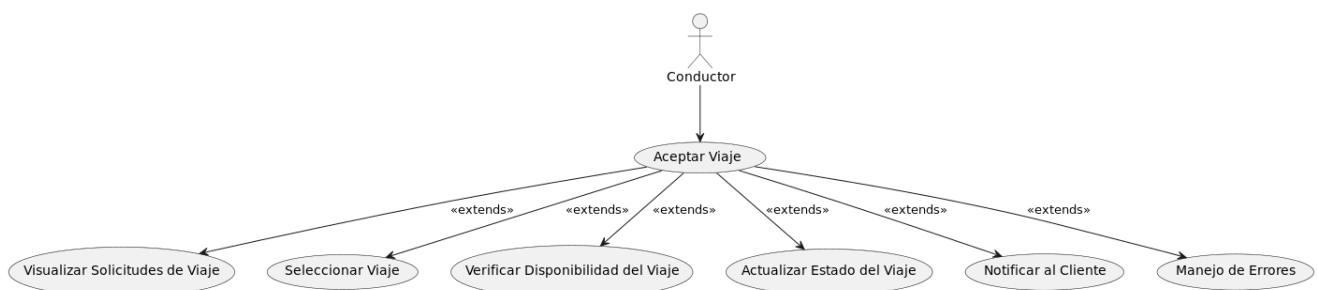 Conductor
Aceptar Viaje
«extends»
«extends»
«extends»
«extends»
«extends»
«extends»
Visualizar Solicitudes de Viaje
Seleccionar Viaje
Verificar Disponibilidad del Viaje
Actualizar Estado del Viaje
Notificar al Cliente
Manejo de Errores